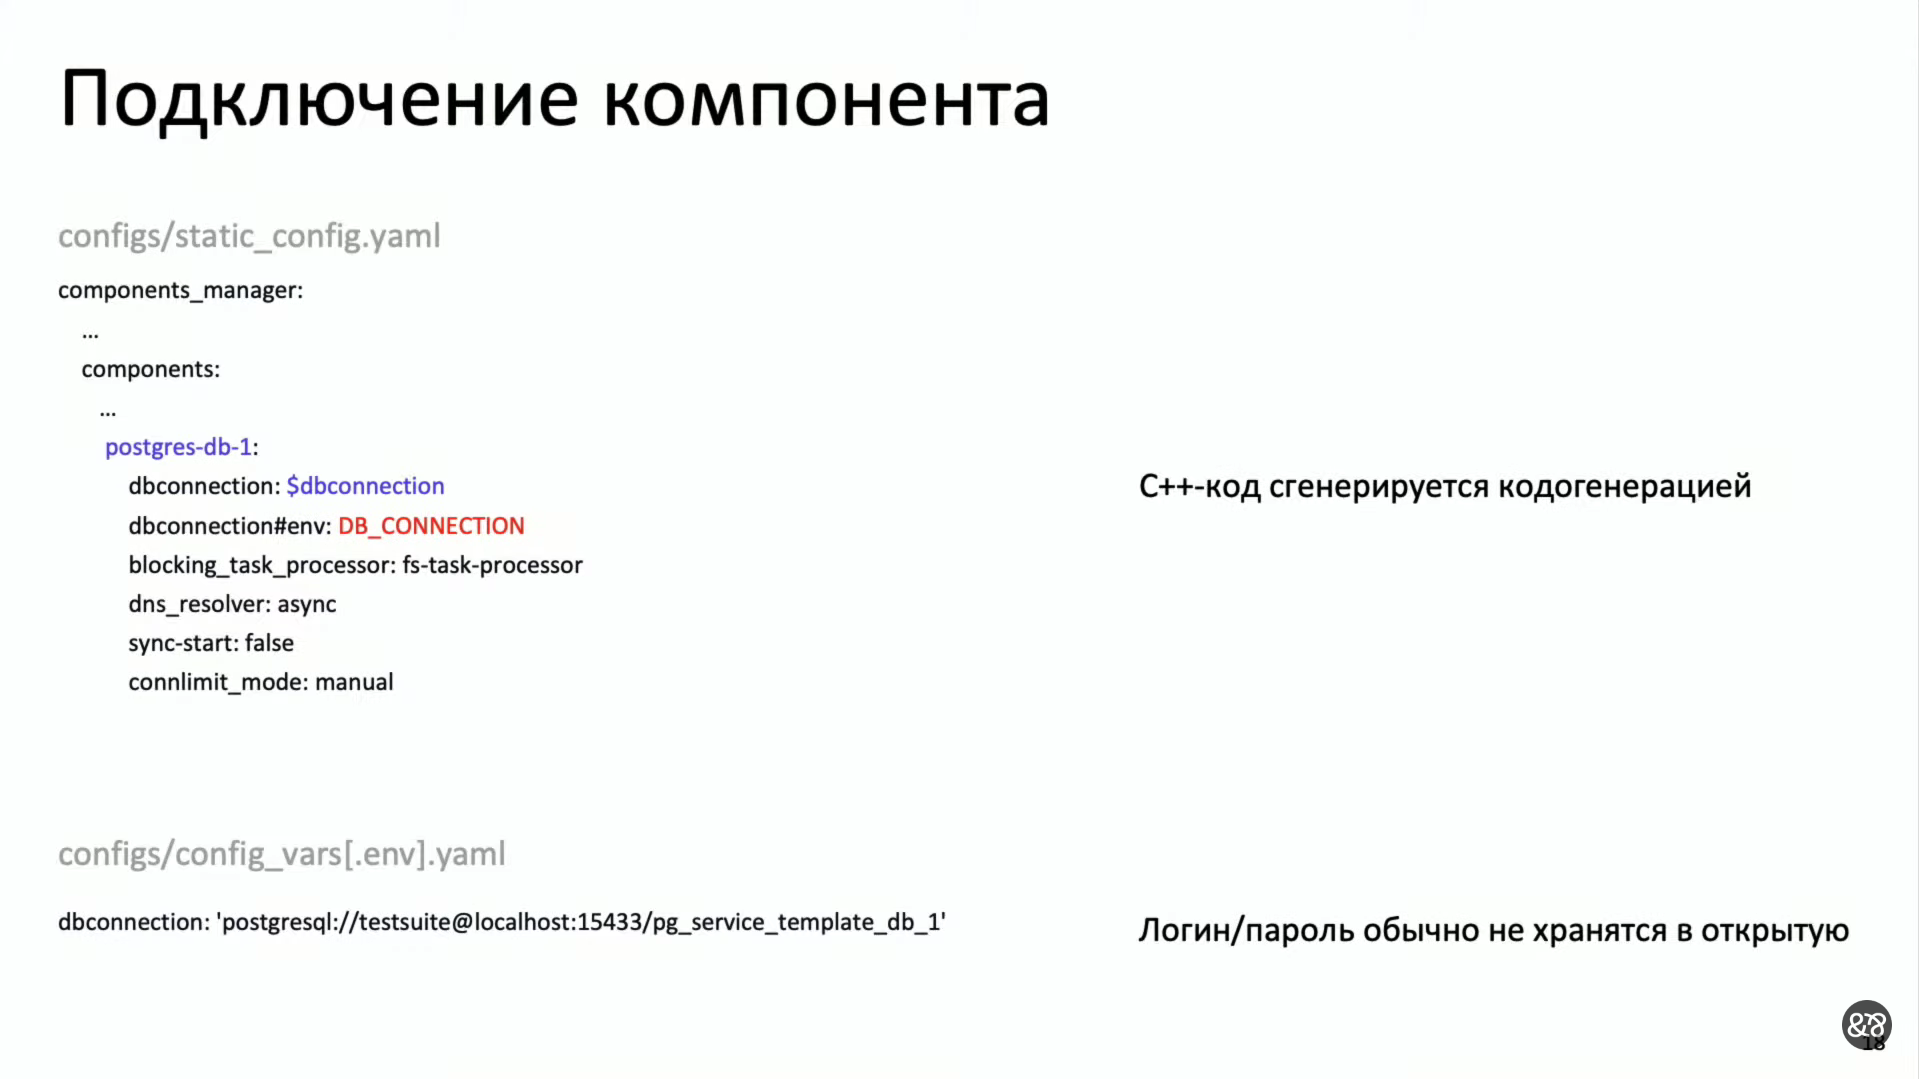 Подключение компонента
configs/static_config.yaml
components_manager:
...
components:
...
postgres-db-1:
dbconnection: $dbconnection
dbconnection#env: DB_CONNECTION
blocking_task_processor: fs-task-processor
dns_resolver: async
sync-start: false
connlimit_mode: manual
С++-код сгенерируется кодогенерацией
configs/config_vars[.env].yaml
dbconnection: 'postgresql://testsuite@localhost:15433/pg_service_template_db_1'
Логин/пароль обычно не хранятся в открытую
18